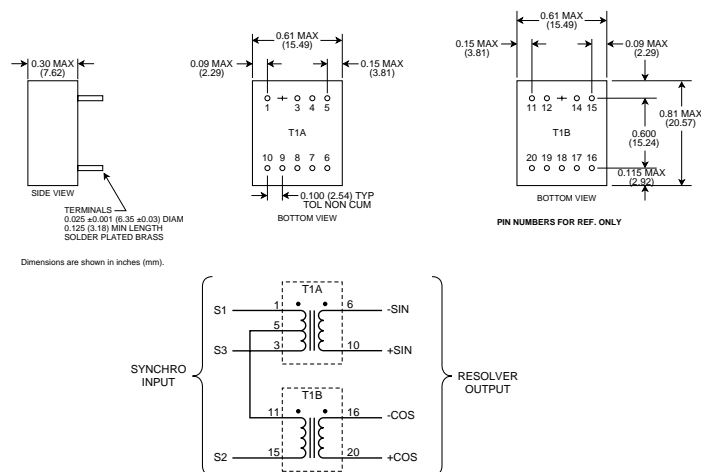 0.61 MAX
(15.49)
0.61 MAX
(15.49)
0.30 MAX
(7.62)
0.09 MAX
(2.29)
0.15 MAX
(3.81)
0.15 MAX
(3.81)
0.09 MAX
(2.29)
1 3 4 5
T1A
10 9 8 7 6
11 12 14 15
T1B
20 19 18 17 16
0.81 MAX
(20.57)
0.600
(15.24)
0.115 MAX
(2.92)
SIDE VIEW
TERMINALS
0.025 ±0.001 (6.35 ±0.03) DIAM
0.125 (3.18) MIN LENGTH
SOLDER PLATED BRASS
0.100 (2.54) TYP
TOL NON CUM
BOTTOM VIEW
BOTTOM VIEW
PIN NUMBERS FOR REF. ONLY
Dimensions are shown in inches (mm).
T1A
S1 1 6 -SIN
5
S3 3 10 +SIN
SYNCHRO
INPUT
RESOLVER
OUTPUT
T1B
11 16 -COS
S2 15 20 +COS